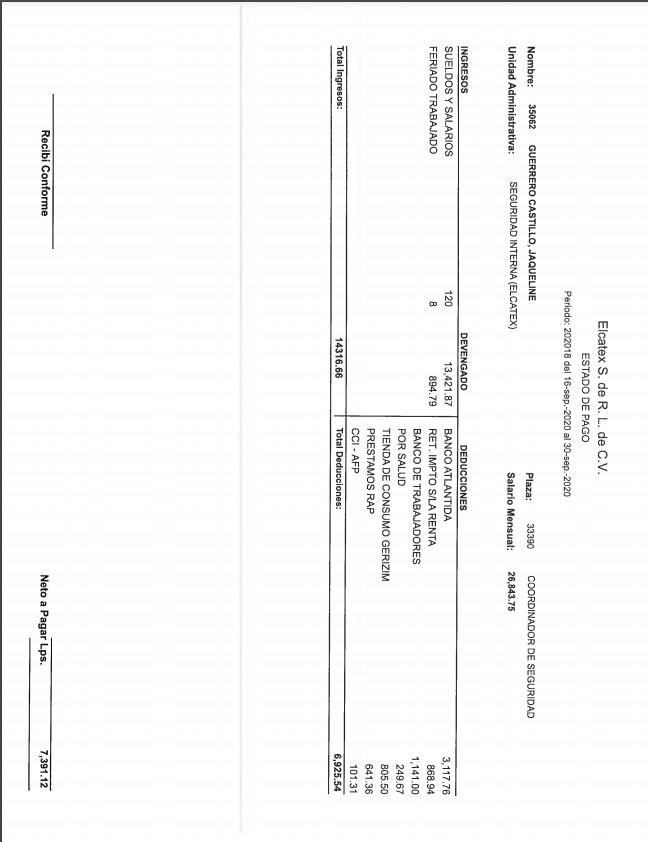 Elcatex S. de R. L. de C.V.
ESTADO DE PAGO
Periodo: 202018 del 16-sep.-2020 al 30-sep.-2020
Nombre: 35062 GUERRERO CASTILLO, JAQUELINE Plaza: 33390 COORDINADOR DE SEGURIDAD
Unidad Administrativa: SEGURIDAD INTERNA (ELCATEX) Salario Mensual: 26,843.75
INGRESOS DEVENGADO DEDUCCIONES
SUELDOS Y SALARIOS 120 13,421.87 BANCO ATLANTIDA 3,117.76
FERIADO TRABAJADO 8 894.79 RET. IMPTO S/LA RENTA 868.94
BANCO DE TRABAJADORES 1,141.00
POR SALUD 249.67
TIENDA DE CONSUMO GERIZIM 805.50
PRESTAMOS RAP 641.36
CCI - AFP 101.31
Total Ingresos: 14316.66 Total Deducciones: 6,925.54
Neto a Pagar Lps. 7,391.12
Recibí Conforme